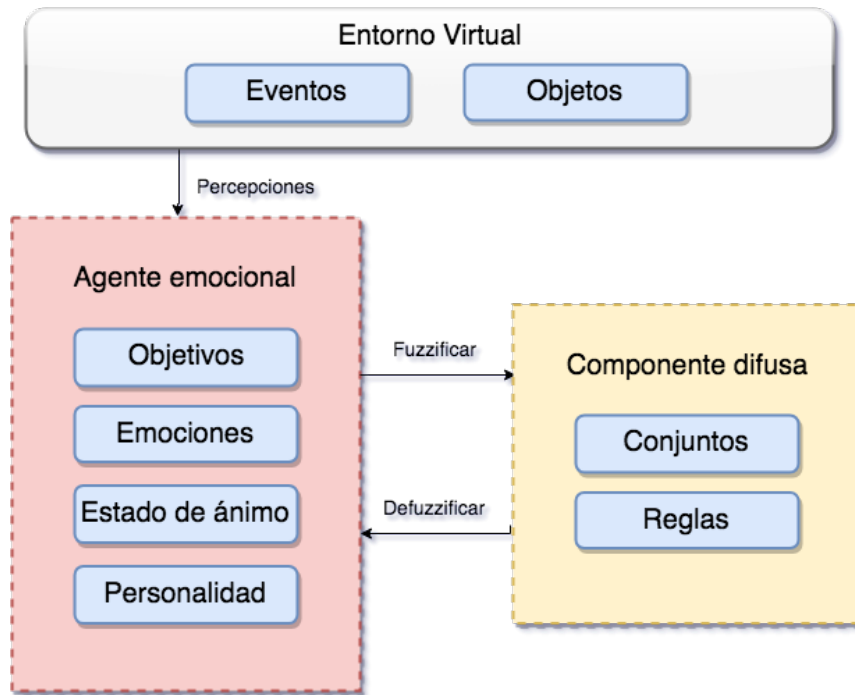 Entorno Virtual
Eventos
Objetos
Percepciones
Agente emocional
Objetivos
Emociones
Estado de ánimo
Personalidad
Fuzzificar
Defuzzificar
Componente difusa
Conjuntos
Reglas